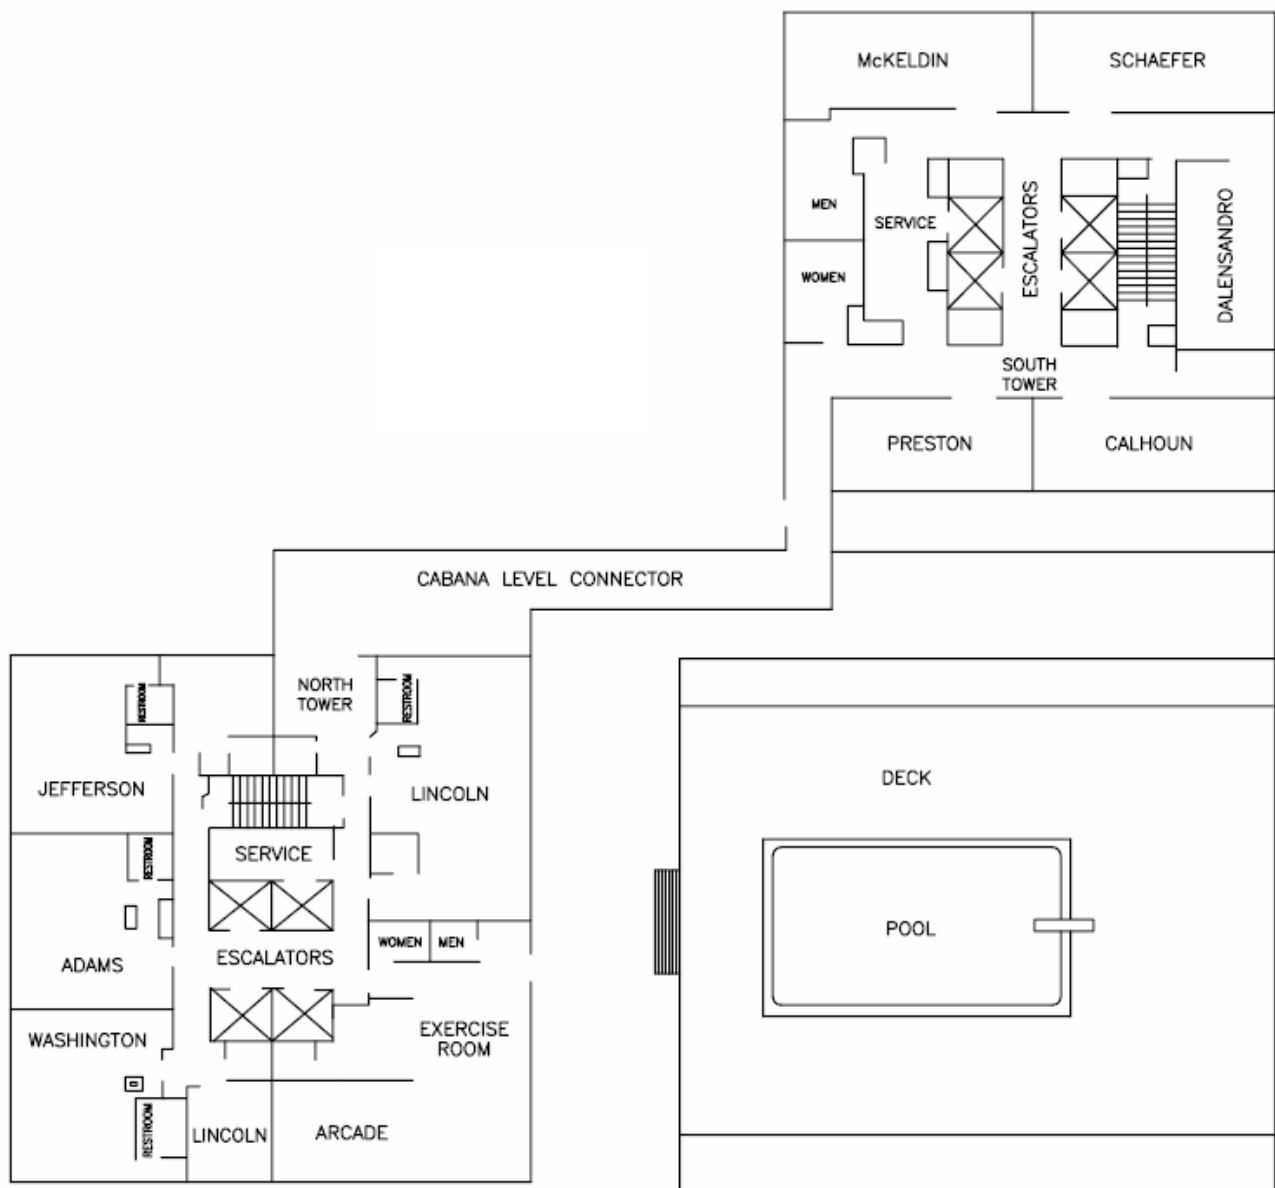 McKELDIN
SCHAEFER
MEN
SERVICE
ESCALATORS
DALENSANDRO
WOMEN
SOUTH
TOWER
PRESTON
CALHOUN
CABANA LEVEL CONNECTOR
NORTH
TOWER
RESTROOM
RESTROOM
JEFFERSON
LINCOLN
DECK
RESTROOM
SERVICE
POOL
WOMEN
MEN
ADAMS
ESCALATORS
WASHINGTON
EXERCISE
ROOM
RESTROOM
LINCOLN
ARCADE